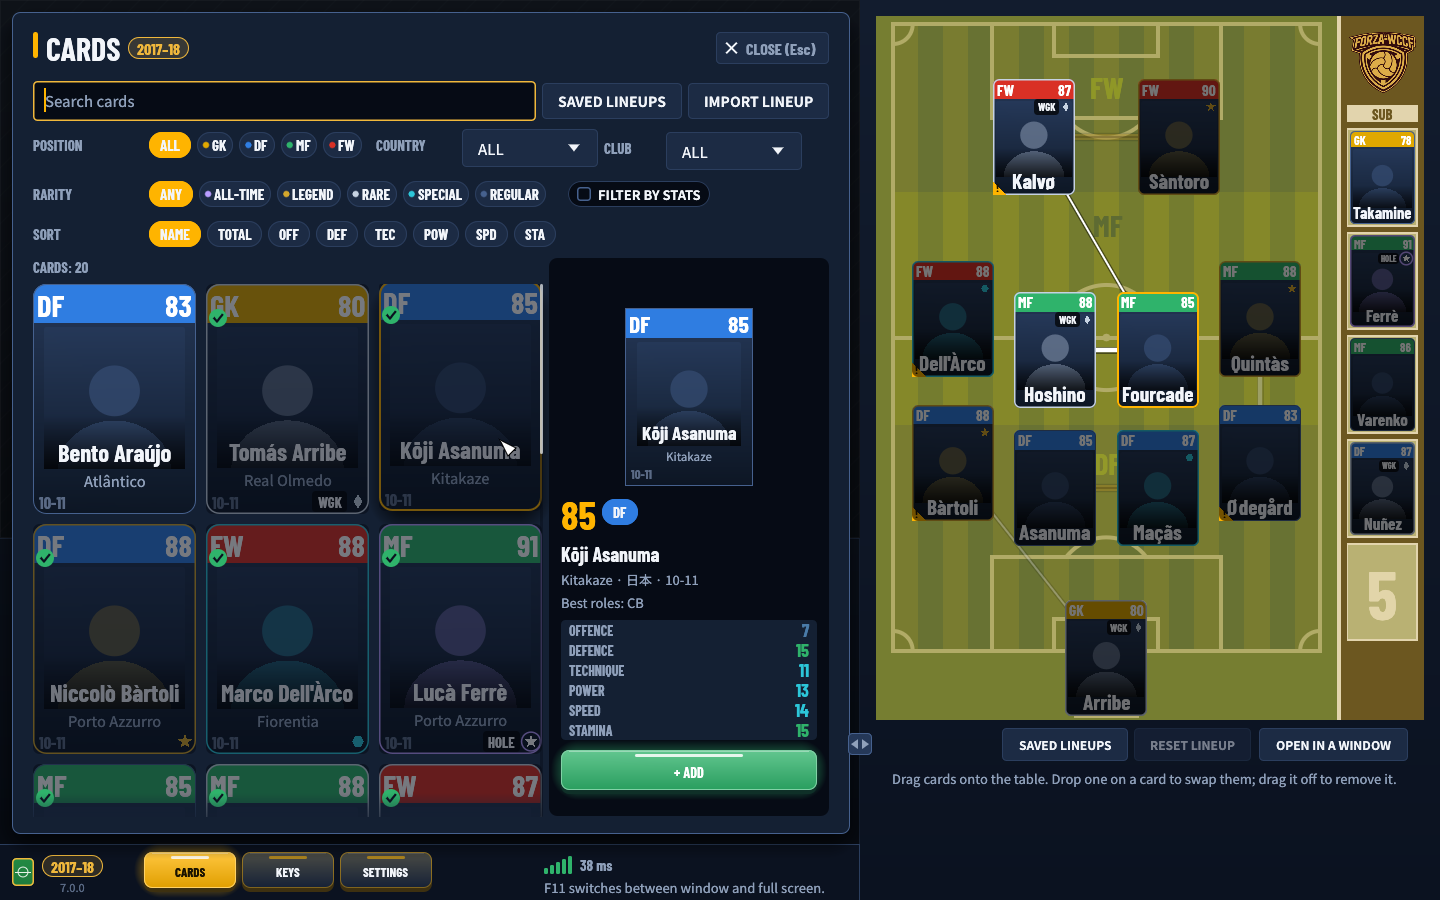 CARDS 2017-18
CLOSE (Esc)
Search cards
SAVED LINEUPS
IMPORT LINEUP
POSITION ALL GK DF MF FW COUNTRY ALL CLUB ALL
RARITY ANY ALL-TIME LEGEND RARE SPECIAL REGULAR FILTER BY STATS
SORT NAME TOTAL OFF DEF TEC POW SPD STA
CARDS: 20
DF 83
Bento Araújo
Atlântico
10-11
GK 80
Tomás Arribe
Real Olmedo
10-11 WGK
DF 85
Kōji Asanuma
Kitakaze
10-11
DF 88
Niccolò Bàrtoli
Porto Azzurro
10-11
FW 88
Marco Dell'Àrco
Fiorentia
10-11
MF 91
Lucà Ferrè
Porto Azzurro
10-11 HOLE
MF 85
MF 88
FW 87
DF 85
Kōji Asanuma
Kitakaze
10-11
85 DF
Kōji Asanuma
Kitakaze · 日本 · 10-11
Best roles: CB
OFFENCE 7
DEFENCE 15
TECHNIQUE 11
POWER 13
SPEED 14
STAMINA 15
+ ADD
2017-18
7.0.0
CARDS
KEYS
SETTINGS
38 ms
F11 switches between window and full screen.
FW
MF
DF
FW 87
WGK
Kalvø
FW 90
Sàntoro
FW 88
Dell'Àrco
MF 88
WGK
Hoshino
MF 85
Fourcade
MF 88
Quintàs
DF 88
Bàrtoli
DF 85
Asanuma
DF 87
Maçãs
DF 83
Ødegård
GK 80
WGK
Arribe
FORZA-WCCF
SUB
GK 78
Takamine
MF 91
HOLE
Ferrè
MF 86
Varenko
DF 87
WGK
Nuñez
5
SAVED LINEUPS
RESET LINEUP
OPEN IN A WINDOW
Drag cards onto the table. Drop one on a card to swap them; drag it off to remove it.